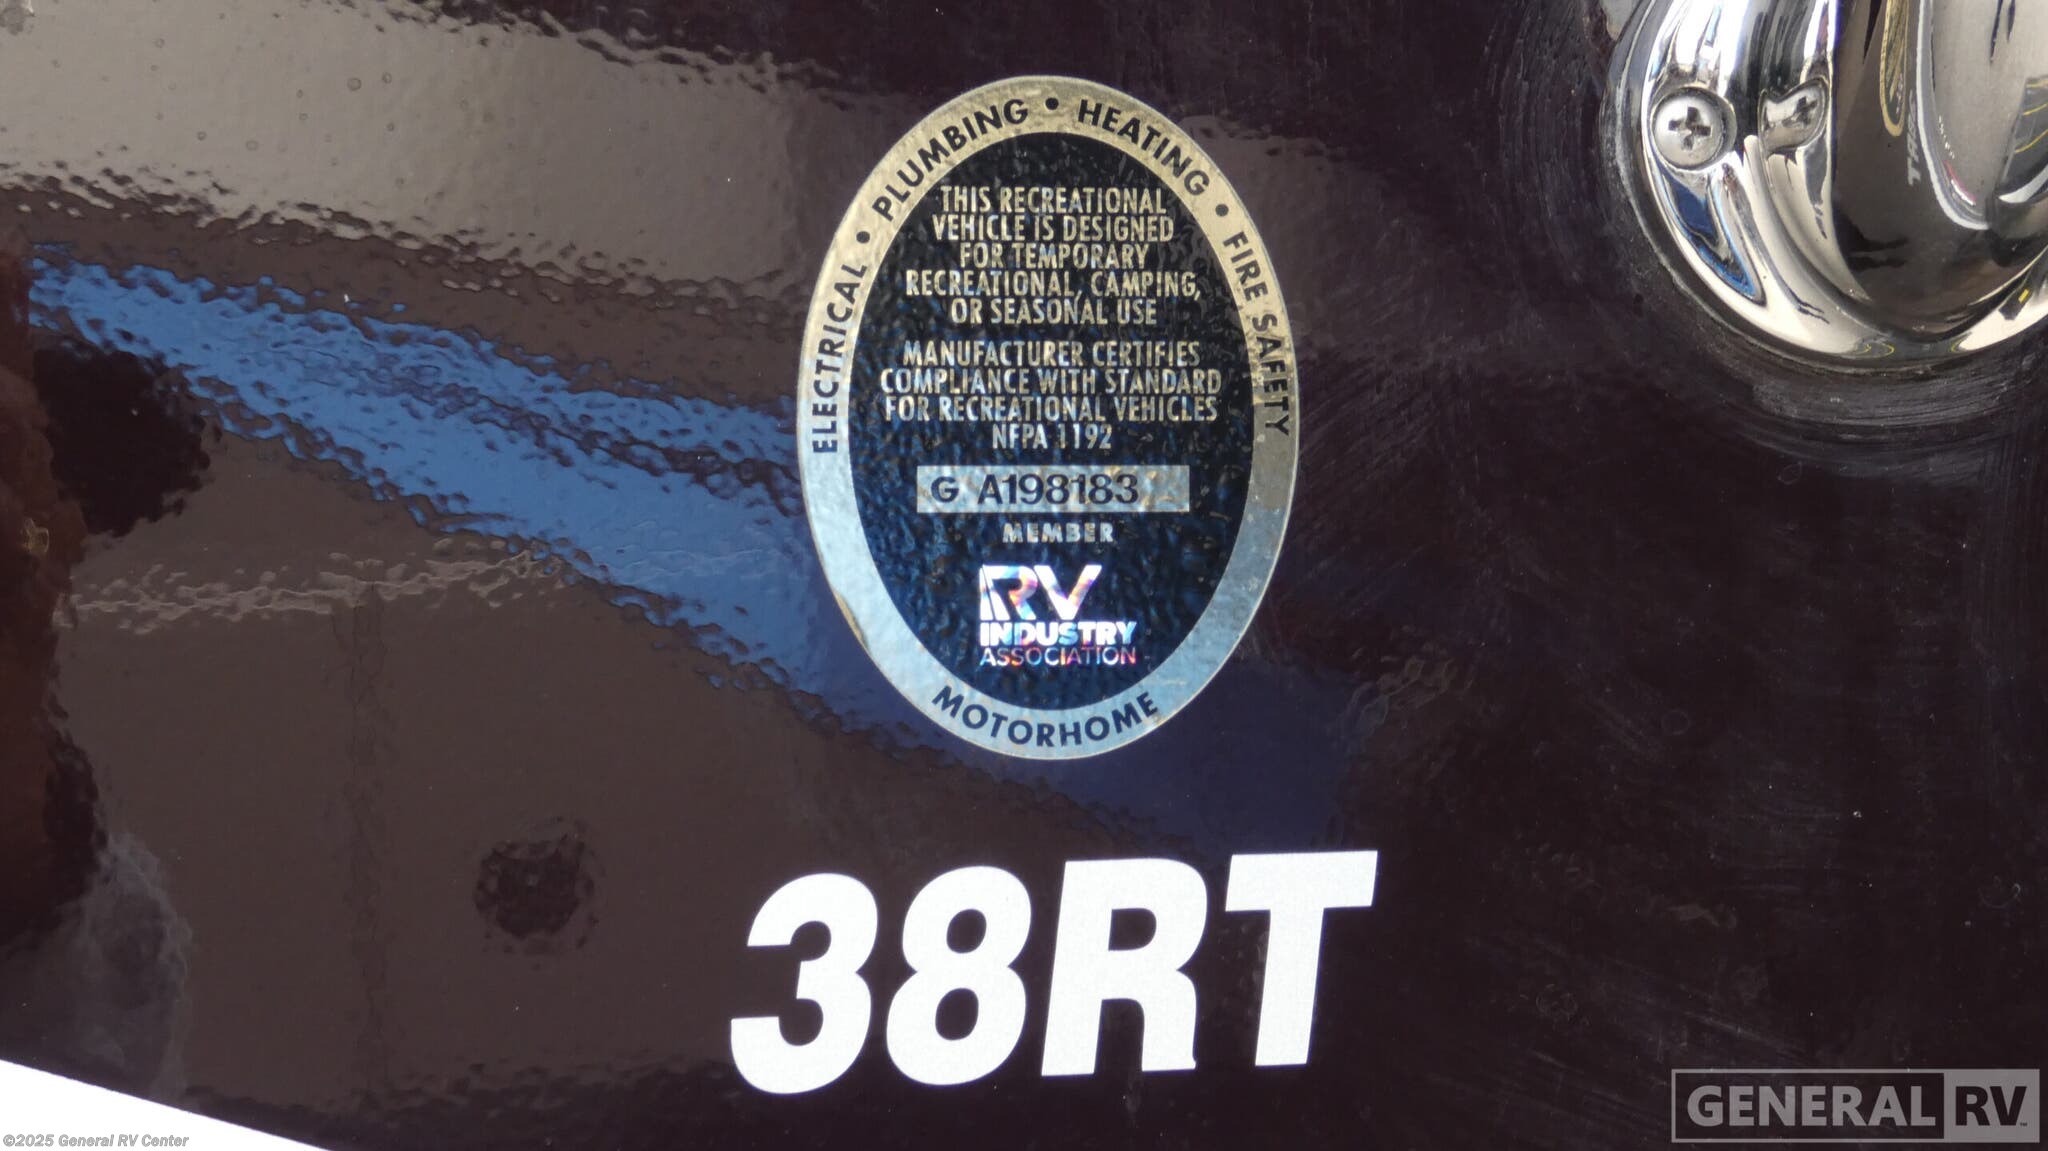 ELECTRICAL • PLUMBING • HEATING • FIRE SAFETY
THIS RECREATIONAL
VEHICLE IS DESIGNED
FOR TEMPORARY
RECREATIONAL, CAMPING,
OR SEASONAL USE
MANUFACTURER CERTIFIES
COMPLIANCE WITH STANDARD
FOR RECREATIONAL VEHICLES
NFPA 1192
G A198183
MEMBER
RV
INDUSTRY
ASSOCIATION
MOTORHOME
38RT
GENERAL RV
©2025 General RV Center